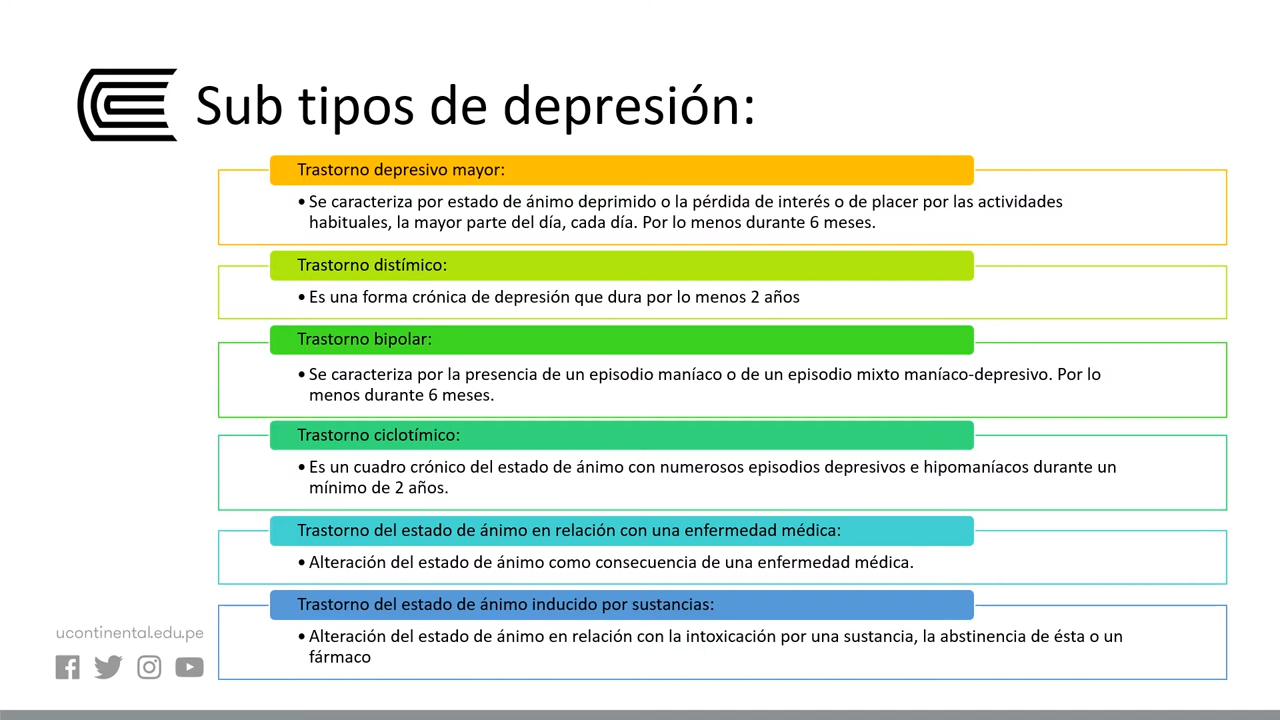 Sub tipos de depresión:
Trastorno depresivo mayor:
• Se caracteriza por estado de ánimo deprimido o la pérdida de interés o de placer por las actividades
habituales, la mayor parte del día, cada día. Por lo menos durante 6 meses.
Trastorno distímico:
• Es una forma crónica de depresión que dura por lo menos 2 años
Trastorno bipolar:
• Se caracteriza por la presencia de un episodio maníaco o de un episodio mixto maníaco-depresivo. Por lo
menos durante 6 meses.
Trastorno ciclotímico:
• Es un cuadro crónico del estado de ánimo con numerosos episodios depresivos e hipomaníacos durante un
mínimo de 2 años.
Trastorno del estado de ánimo en relación con una enfermedad médica:
• Alteración del estado de ánimo como consecuencia de una enfermedad médica.
Trastorno del estado de ánimo inducido por sustancias:
• Alteración del estado de ánimo en relación con la intoxicación por una sustancia, la abstinencia de ésta o un
fármaco
ucontinental.edu.pe